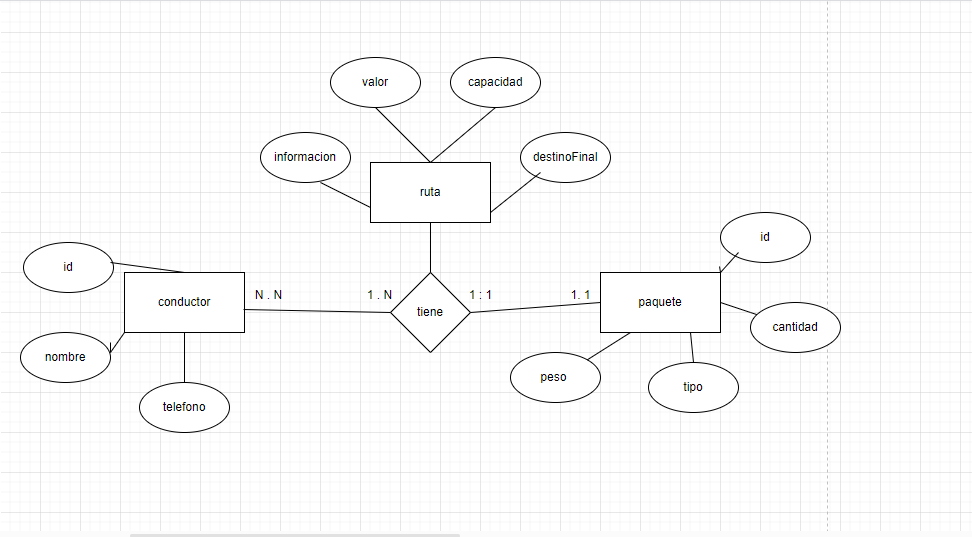 valor
capacidad
informacion
destinoFinal
ruta
id
id
conductor
N . N
1 . N
tiene
1 : 1
1. 1
paquete
cantidad
nombre
peso
tipo
telefono